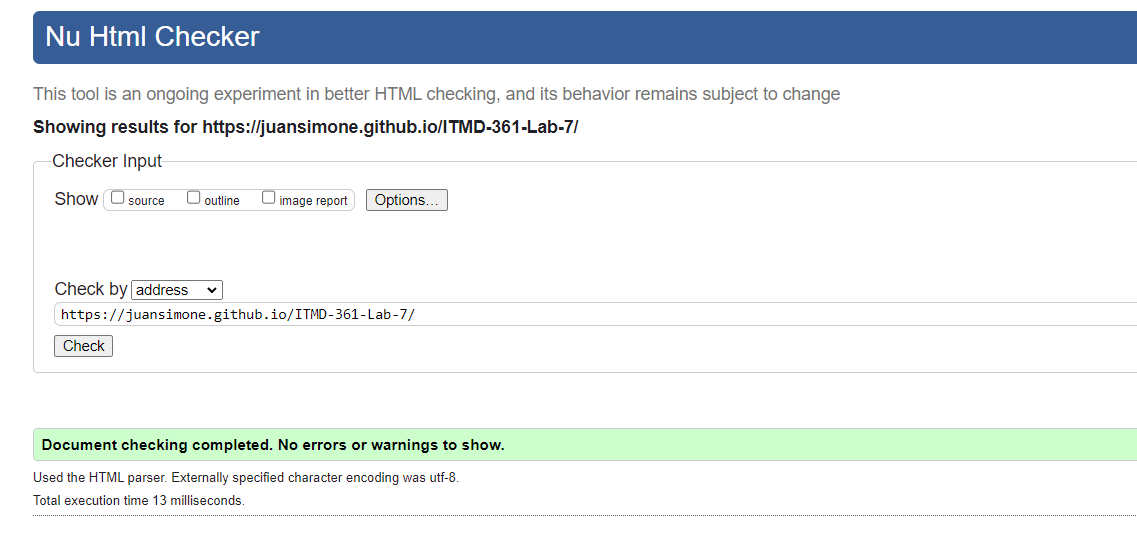 Nu Html Checker
This tool is an ongoing experiment in better HTML checking, and its behavior remains subject to change
Showing results for https://juansimone.github.io/ITMD-361-Lab-7/
Checker Input
Show source outline image report Options...
Check by address
https://juansimone.github.io/ITMD-361-Lab-7/
Check
Document checking completed. No errors or warnings to show.
Used the HTML parser. Externally specified character encoding was utf-8.
Total execution time 13 milliseconds.